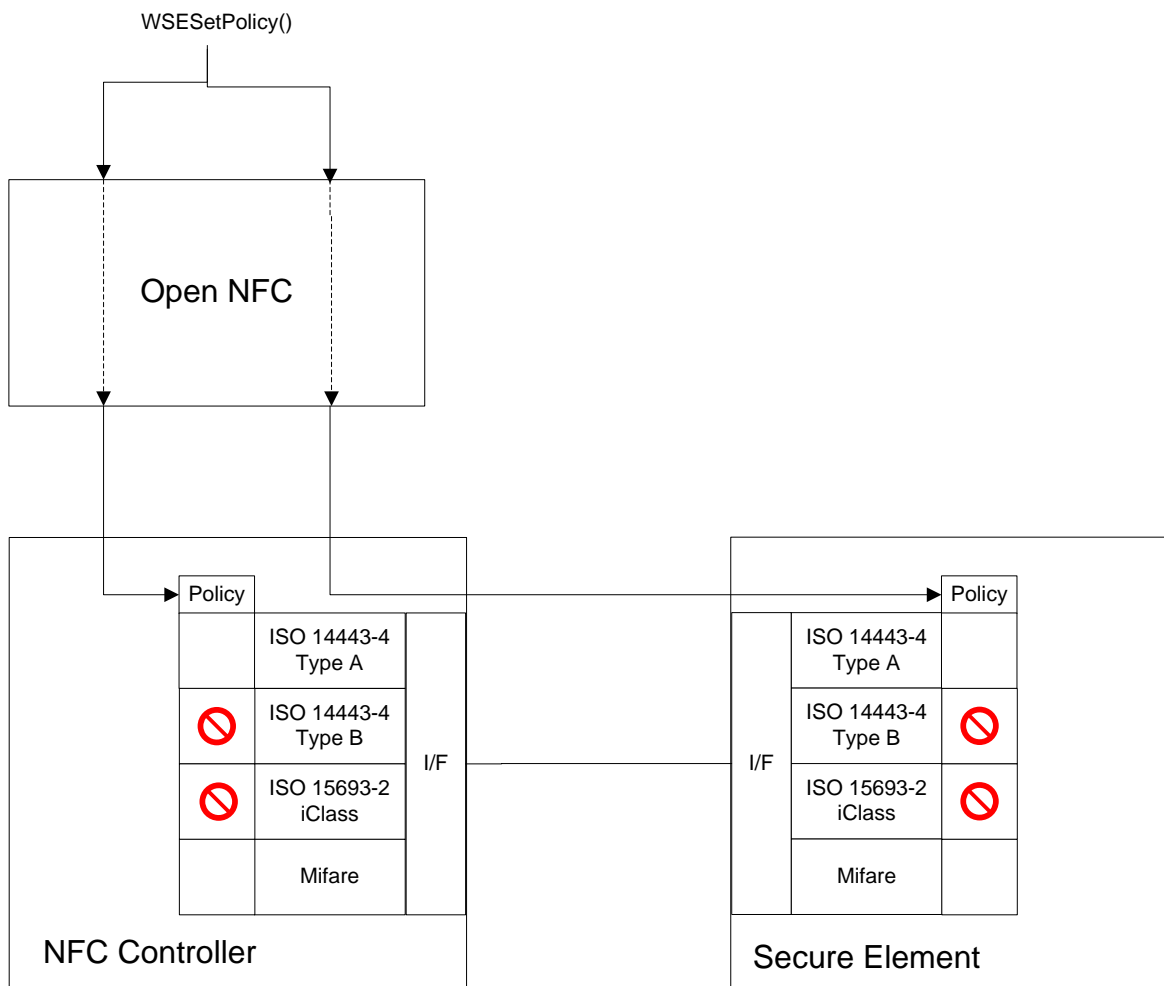 WSESetPolicy()
Open NFC
Policy
ISO 14443-4
Type A
ISO 14443-4
Type B
ISO 15693-2
iClass
Mifare
I/F
NFC Controller
Policy
I/F
ISO 14443-4
Type A
ISO 14443-4
Type B
ISO 15693-2
iClass
Mifare
Secure Element